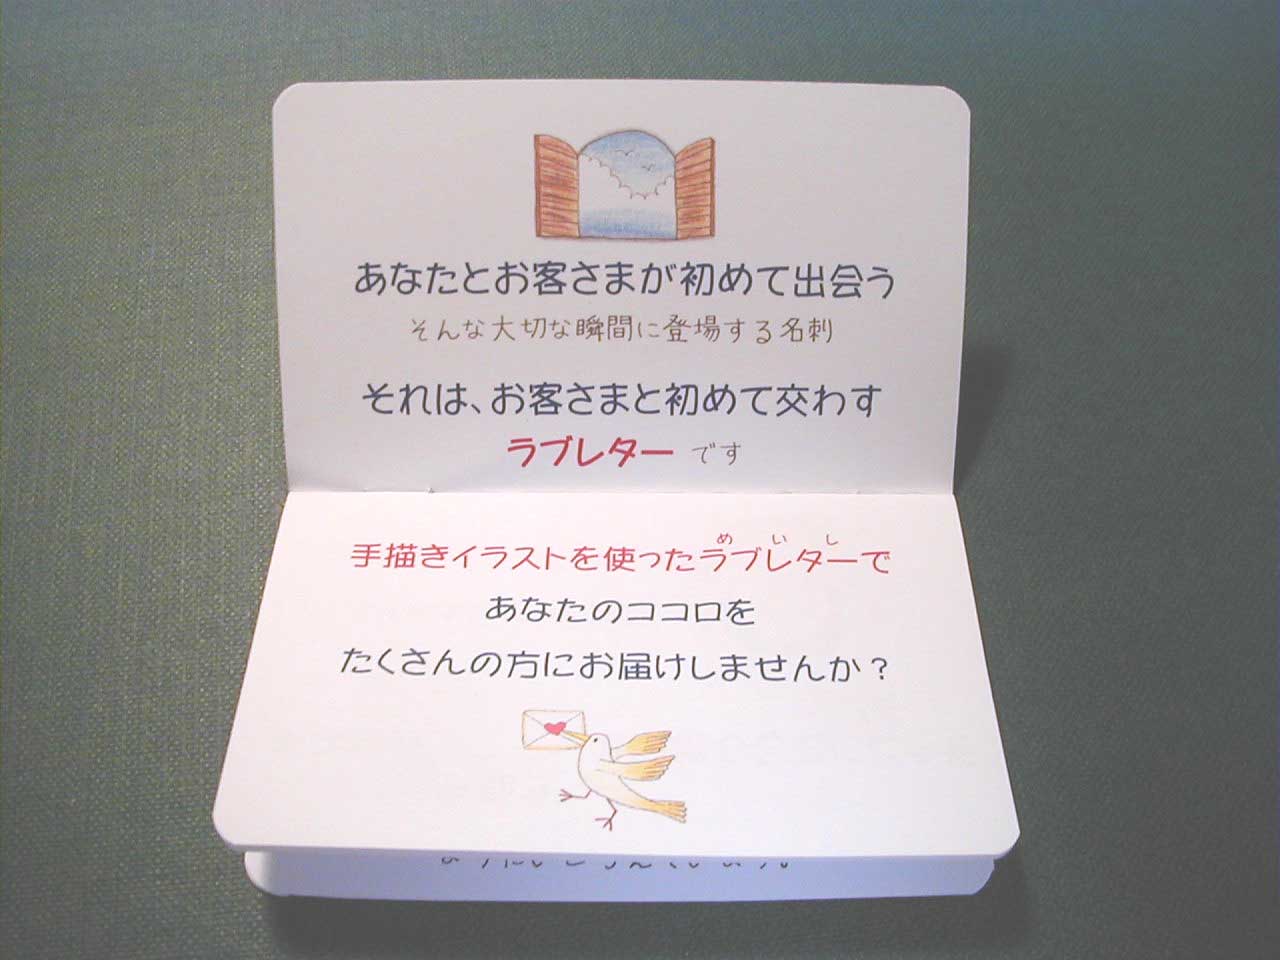 あなたとお客さまが初めて出会う
そんな大切な瞬間に登場する名刺
それは、お客さまと初めて交わす
ラブレター です
めいし
手描きイラストを使ったラブレターで
あなたのココロを
たくさんの方にお届けしませんか？